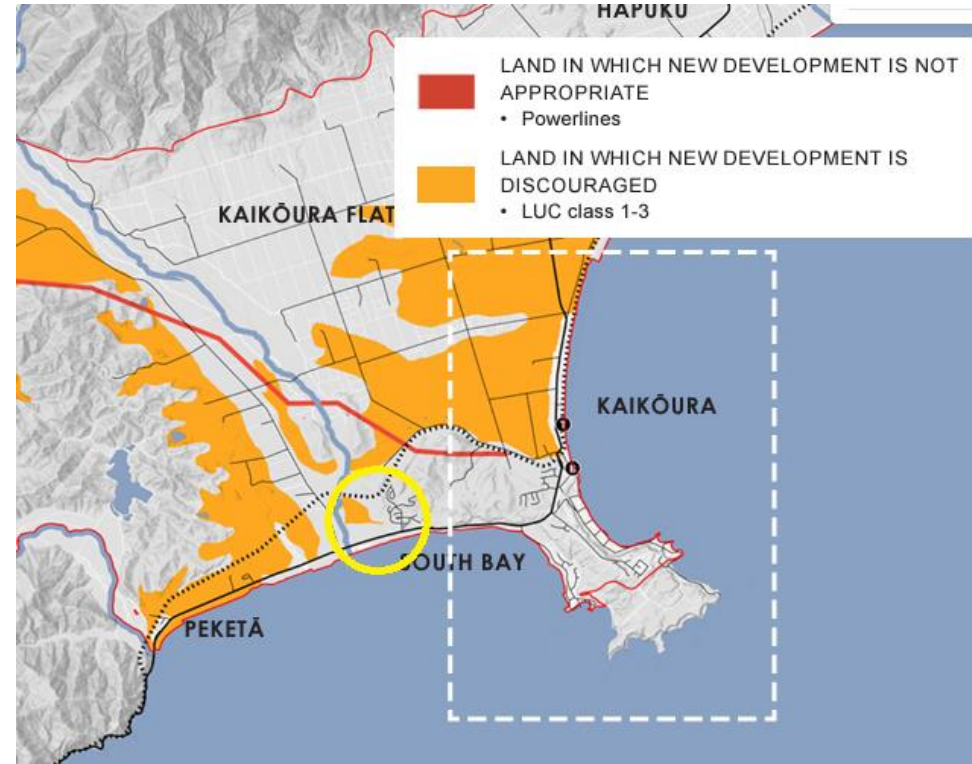 HAPUKU
LAND IN WHICH NEW DEVELOPMENT IS NOT
APPROPRIATE
• Powerlines
LAND IN WHICH NEW DEVELOPMENT IS
DISCOURAGED
• LUC class 1-3
KAIKŌURA FLAT
KAIKŌURA
SOUTH BAY
PEKETĀ